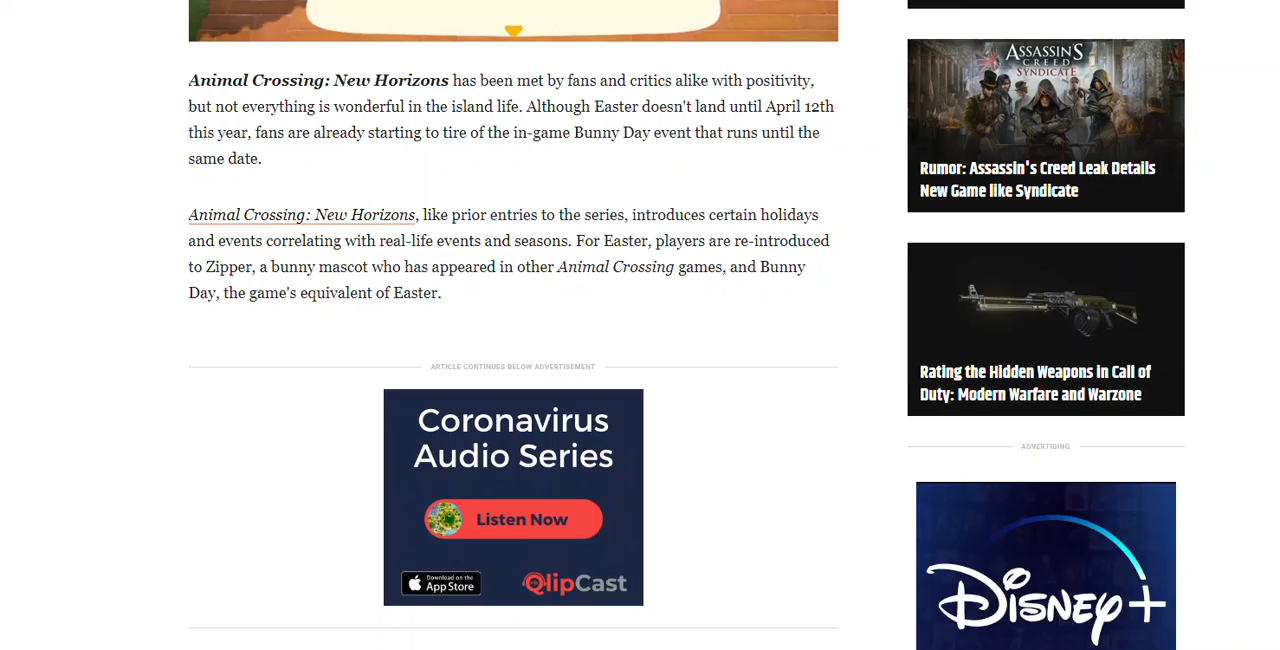 Animal Crossing: New Horizons has been met by fans and critics alike with positivity,
but not everything is wonderful in the island life. Although Easter doesn't land until April 12th
this year, fans are already starting to tire of the in-game Bunny Day event that runs until the
same date.
Animal Crossing: New Horizons, like prior entries to the series, introduces certain holidays
and events correlating with real-life events and seasons. For Easter, players are re-introduced
to Zipper, a bunny mascot who has appeared in other Animal Crossing games, and Bunny
Day, the game's equivalent of Easter.
ARTICLE CONTINUES BELOW ADVERTISEMENT
Coronavirus
Audio Series
Listen Now
Download on the
App Store
QlipCast
ASSASSIN'S
CREED
SYNDICATE
Rumor: Assassin's Creed Leak Details
New Game like Syndicate
Rating the Hidden Weapons in Call of
Duty: Modern Warfare and Warzone
ADVERTISING
Disney+